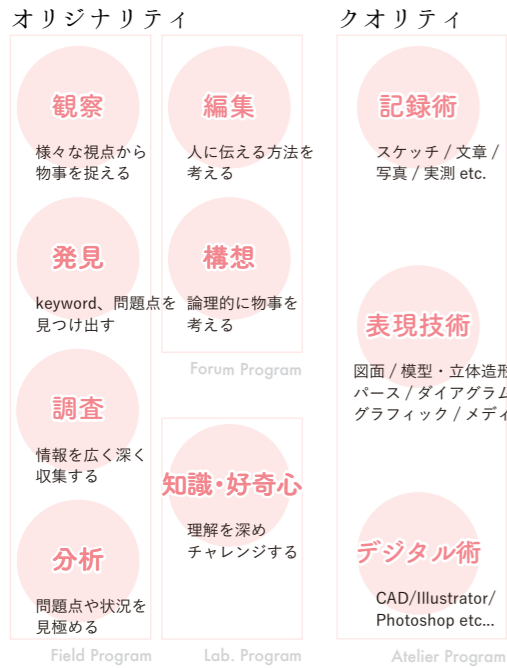 オリジナリティ
観察
様々な視点から
物事を捉える
発見
keyword、問題点を
見つけ出す
調査
情報を広く深く
収集する
分析
問題点や状況を
見極める
Field Program
編集
人に伝える方法を
考える
構想
論理的に物事を
考える
Forum Program
知識・好奇心
理解を深め
チャレンジする
Lab. Program
クオリティ
記録術
スケッチ / 文章 /
写真 / 実測 etc.
表現技術
図面 / 模型・立体造形
パース / ダイアグラム
グラフィック / メディ
デジタル術
CAD/Illustrator/
Photoshop etc...
Atelier Program